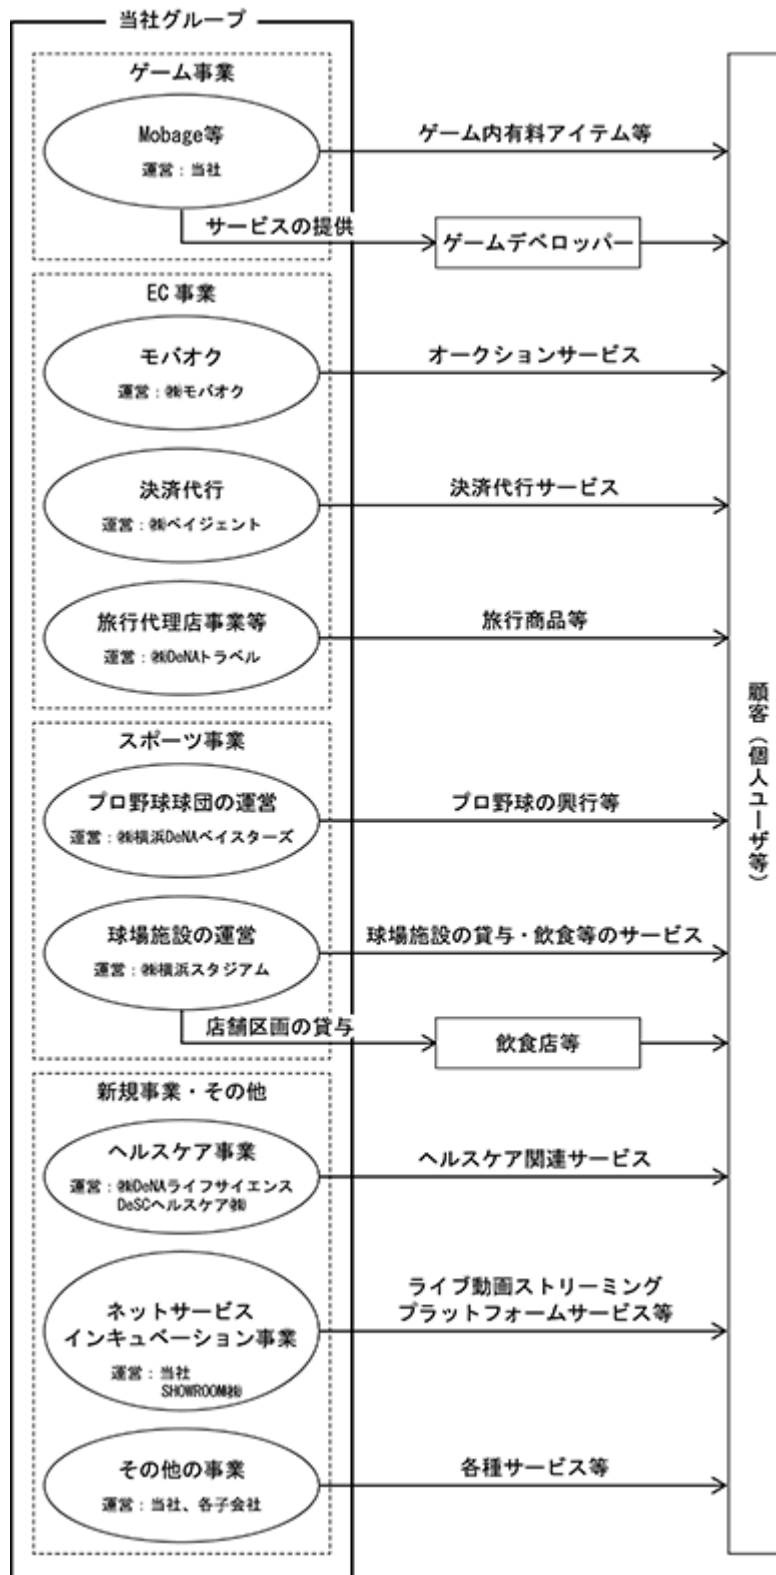 当社グループ
ゲーム事業
Mobage等
運営：当社
ゲーム内有料アイテム等
サービスの提供
ゲームデベロッパー
EC事業
モバオク
運営：㈱モバオク
オークションサービス
決済代行
運営：㈱ペイジェント
決済代行サービス
旅行代理店事業等
運営：㈱DeNAトラベル
旅行商品等
スポーツ事業
プロ野球球団の運営
運営：㈱横浜DeNAベイスターズ
プロ野球の興行等
球場施設の運営
運営：㈱横浜スタジアム
球場施設の貸与・飲食等のサービス
店舗区画の貸与
飲食店等
新規事業・その他
ヘルスケア事業
運営：㈱DeNAライフサイエンス
DeSCヘルスケア㈱
ヘルスケア関連サービス
ネットサービス
インキュベーション事業
運営：当社
SHOWROOM㈱
ライブ動画ストリーミング
プラットフォームサービス等
その他の事業
運営：当社、各子会社
各種サービス等
顧客（個人ユーザ等）